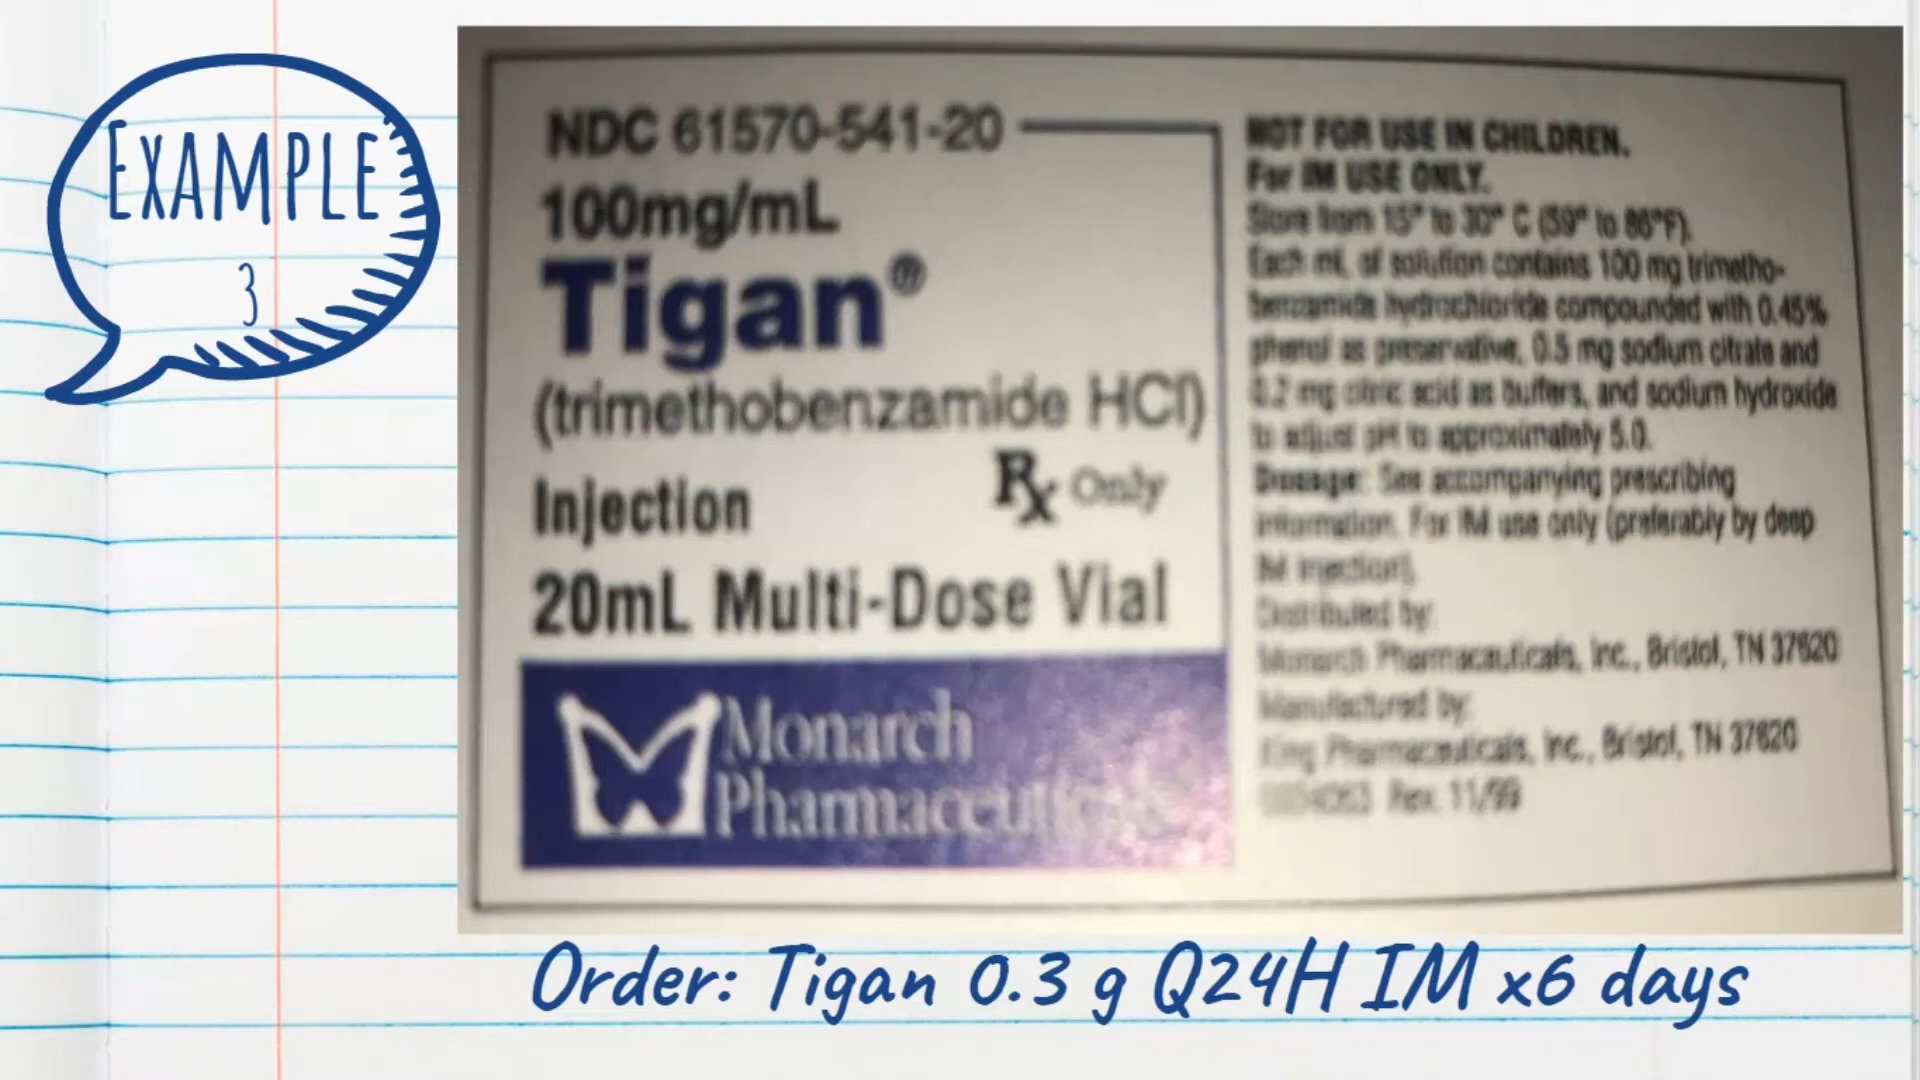 EXAMPLE
3
NDC 61570-541-20
100mg/mL
Tigan®
(trimethobenzamide HCl)
Injection
Rx Only
20mL Multi-Dose Vial
Monarch
Pharmaceuticals
NOT FOR USE IN CHILDREN.
For IM USE ONLY.
Store from 15° to 30° C (59° to 86°F).
Each mL of solution contains 100 mg trimetho-
benzamide hydrochloride compounded with 0.45%
phenol as preservative, 0.5 mg sodium citrate and
0.2 mg citric acid as buffers, and sodium hydroxide
to adjust pH to approximately 5.0.
Dosage: See accompanying prescribing
information. For IM use only (preferably by deep
IM injection).
Distributed by:
Monarch Pharmaceuticals, Inc., Bristol, TN 37620
Manufactured by:
King Pharmaceuticals, Inc., Bristol, TN 37620
Rev. 11/99
Order: Tigan 0.3 g Q24H IM x6 days